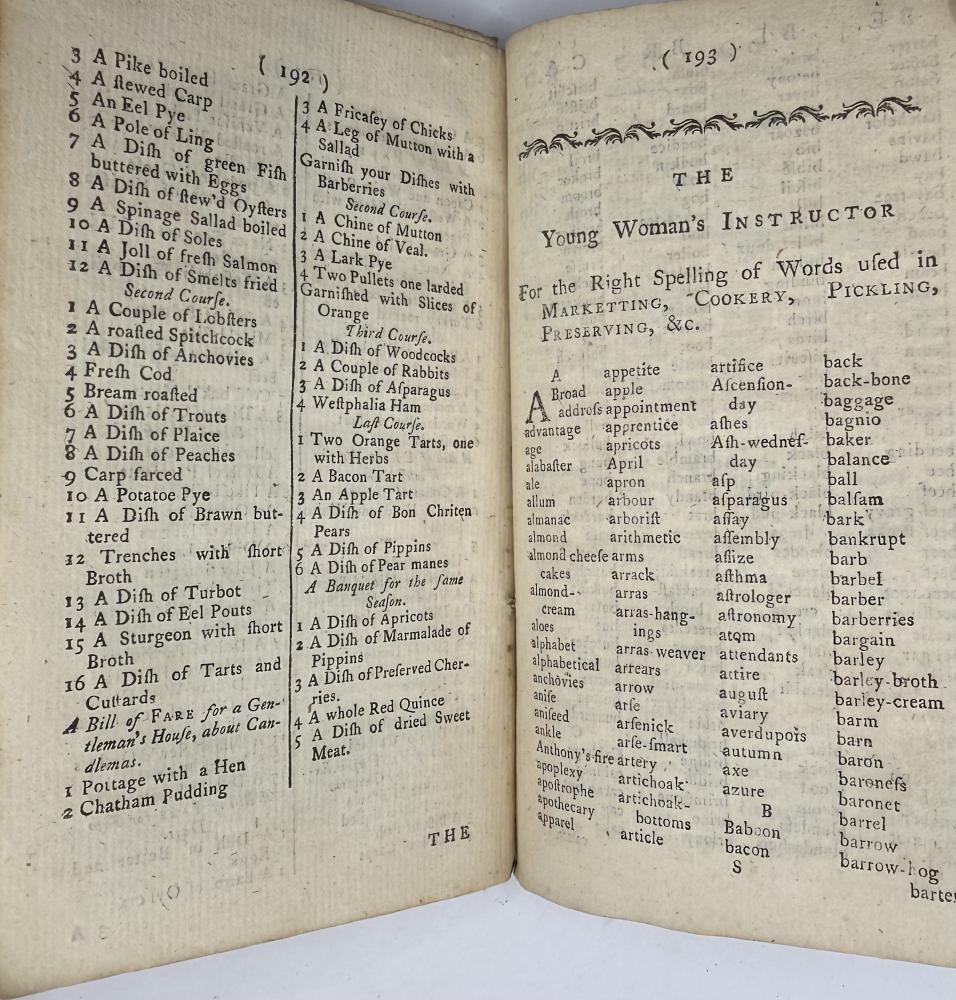 ( 192 )
3 A Pike boiled
4 A ſtewed Carp
5 An Eel Pye
6 A Pole of Ling
7 A Diſh of green Fiſh
buttered with Eggs
8 A Diſh of ſtew'd Oyſters
9 A Spinage Sallad boiled
10 A Diſh of Soles
11 A Joll of freſh Salmon
12 A Diſh of Smelts fried
Second Courſe.
1 A Couple of Lobſters
2 A roaſted Spitchcock
3 A Diſh of Anchovies
4 Freſh Cod
5 Bream roaſted
6 A Diſh of Trouts
7 A Diſh of Plaice
8 A Diſh of Peaches
9 Carp farced
10 A Potatoe Pye
11 A Diſh of Brawn but-
tered
12 Trenches with ſhort
Broth
13 A Diſh of Turbot
14 A Diſh of Eel Pouts
15 A Sturgeon with ſhort
Broth
16 A Diſh of Tarts and
Cuſtards
A Bill of FARE for a Gen-
tleman's Houſe, about Can-
dlemas.
1 Pottage with a Hen
2 Chatham Pudding
3 A Fricaſey of Chicks
4 A Leg of Mutton with a
Sallad
Garniſh your Diſhes with
Barberries
Second Courſe.
1 A Chine of Mutton
2 A Chine of Veal.
3 A Lark Pye
4 Two Pullets one larded
Garniſhed with Slices of
Orange
Third Courſe.
1 A Diſh of Woodcocks
2 A Couple of Rabbits
3 A Diſh of Aſparagus
4 Weſtphalia Ham
Laſt Courſe.
1 Two Orange Tarts, one
with Herbs
2 A Bacon Tart
3 An Apple Tart
4 A Diſh of Bon Chriten
Pears
5 A Diſh of Pippins
6 A Diſh of Pear manes
A Banquet for the ſame
Seaſon.
1 A Diſh of Apricots
2 A Diſh of Marmalade of
Pippins
3 A Diſh of Preſerved Cher-
ries.
4 A whole Red Quince
5 A Diſh of dried Sweet
Meat.
THE
( 193 )
THE
Young Woman's INSTRUCTOR
For the Right Spelling of Words uſed in
MARKETTING, COOKERY, PICKLING,
PRESERVING, &c.
A
ABroad
addreſs
advantage
age
alabaſter
ale
allum
almanac
almond
almond cheeſe
cakes
almond-
cream
aloes
alphabet
alphabetical
anchovies
aniſe
aniſeed
ankle
Anthony's-fire
apoplexy
apoſtrophe
apothecary
apparel
appetite
apple
appointment
apprentice
apricots
April
apron
arbour
arboriſt
arithmetic
arms
arrack
arras
arras-hang-
ings
arras-weaver
arrears
arrow
arſe
arſenick
arſe-ſmart
artery
artichoak
artichoak-
bottoms
article
artifice
Aſcenſion-
day
aſhes
Aſh-wedneſ-
day
aſp
aſparagus
aſſay
aſſembly
aſſize
aſthma
aſtrologer
aſtronomy
atom
attendants
attire
auguſt
aviary
averdupois
autumn
axe
azure
B
Baboon
bacon
back
back-bone
baggage
bagnio
baker
balance
ball
balſam
bark
bankrupt
barb
barbel
barber
barberries
bargain
barley
barley-broth
barley-cream
barm
barn
baron
baroneſs
baronet
barrel
barrow
barrow-hog
S
barter